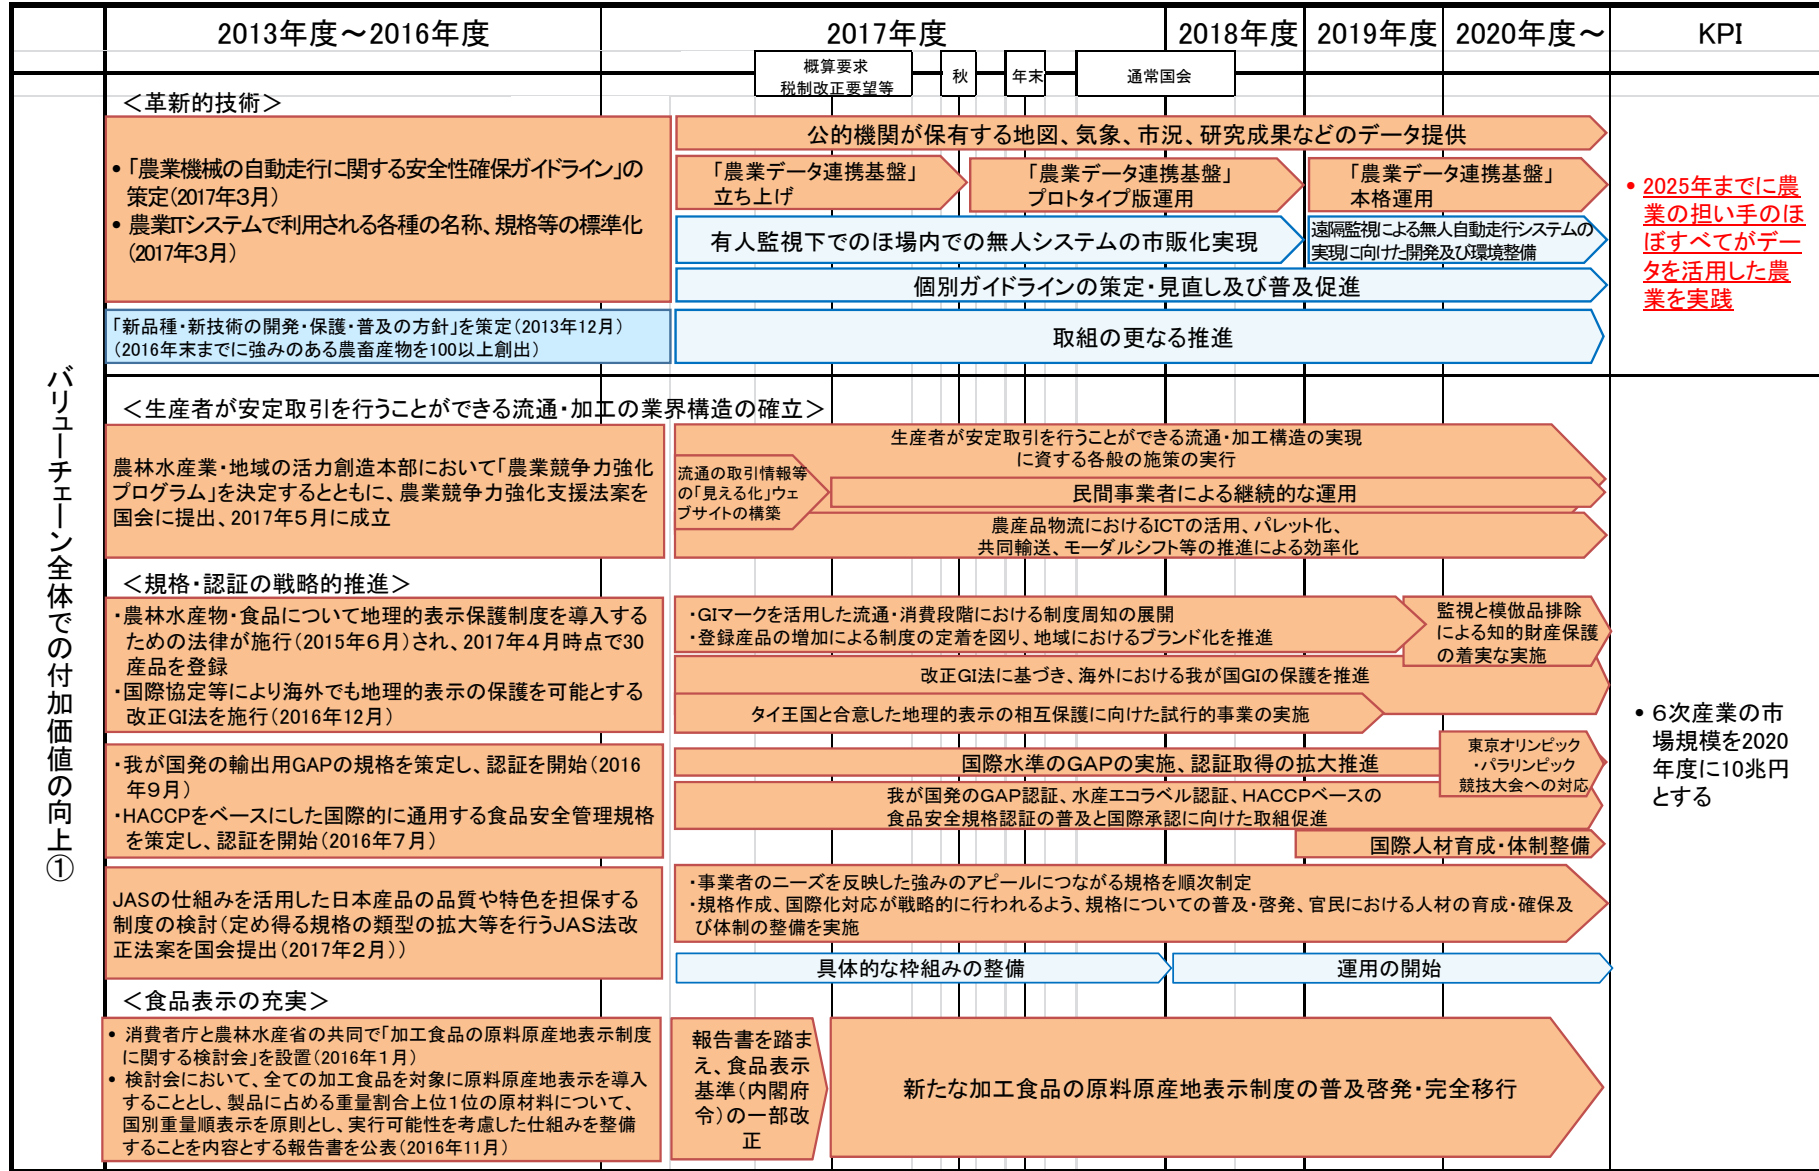 2013年度～2016年度
2017年度
2018年度
2019年度
2020年度～
KPI
概算要求
税制改正要望等
秋
年末
通常国会
バリューチェーン全体での付加価値の向上①
＜革新的技術＞
• 「農業機械の自動走行に関する安全性確保ガイドライン」の
策定(2017年3月)
• 農業ITシステムで利用される各種の名称、規格等の標準化
(2017年3月)
公的機関が保有する地図、気象、市況、研究成果などのデータ提供
「農業データ連携基盤」
立ち上げ
「農業データ連携基盤」
プロトタイプ版運用
「農業データ連携基盤」
本格運用
有人監視下でのほ場内での無人システムの市販化実現
遠隔監視による無人自動走行システムの
実現に向けた開発及び環境整備
個別ガイドラインの策定・見直し及び普及促進
「新品種・新技術の開発・保護・普及の方針」を策定(2013年12月)
(2016年末までに強みのある農畜産物を100以上創出)
取組の更なる推進
• 2025年までに農
業の担い手のほ
ぼすべてがデー
タを活用した農
業を実践
＜生産者が安定取引を行うことができる流通・加工の業界構造の確立＞
農林水産業・地域の活力創造本部において「農業競争力強化
プログラム」を決定するとともに、農業競争力強化支援法案を
国会に提出、2017年５月に成立
生産者が安定取引を行うことができる流通・加工構造の実現
に資する各般の施策の実行
流通の取引情報等
の「見える化」ウェ
ブサイトの構築
民間事業者による継続的な運用
農産品物流におけるICTの活用、パレット化、
共同輸送、モーダルシフト等の推進による効率化
＜規格・認証の戦略的推進＞
・農林水産物・食品について地理的表示保護制度を導入する
ための法律が施行(2015年６月)され、2017年４月時点で30
産品を登録
・国際協定等により海外でも地理的表示の保護を可能とする
改正GI法を施行(2016年12月)
・GIマークを活用した流通・消費段階における制度周知の展開
・登録産品の増加による制度の定着を図り、地域におけるブランド化を推進
監視と模倣品排除
による知的財産保護
の着実な実施
改正GI法に基づき、海外における我が国GIの保護を推進
タイ王国と合意した地理的表示の相互保護に向けた試行的事業の実施
・我が国発の輸出用GAPの規格を策定し、認証を開始(2016
年９月)
・HACCPをベースにした国際的に通用する食品安全管理規格
を策定し、認証を開始(2016年７月)
国際水準のGAPの実施、認証取得の拡大推進
東京オリンピック
・パラリンピック
競技大会への対応
我が国発のGAP認証、水産エコラベル認証、HACCPベースの
食品安全規格認証の普及と国際承認に向けた取組促進
国際人材育成・体制整備
• ６次産業の市
場規模を2020
年度に10兆円
とする
JASの仕組みを活用した日本産品の品質や特色を担保する
制度の検討(定め得る規格の類型の拡大等を行うJAS法改
正法案を国会提出(2017年２月))
・事業者のニーズを反映した強みのアピールにつながる規格を順次制定
・規格作成、国際化対応が戦略的に行われるよう、規格についての普及・啓発、官民における人材の育成・確保及
び体制の整備を実施
具体的な枠組みの整備
運用の開始
＜食品表示の充実＞
• 消費者庁と農林水産省の共同で「加工食品の原料原産地表示制度
に関する検討会」を設置(2016年１月)
• 検討会において、全ての加工食品を対象に原料原産地表示を導入
することとし、製品に占める重量割合上位１位の原材料について、
国別重量順表示を原則とし、実行可能性を考慮した仕組みを整備
することを内容とする報告書を公表(2016年11月)
報告書を踏ま
え、食品表示
基準(内閣府
令)の一部改
正
新たな加工食品の原料原産地表示制度の普及啓発・完全移行